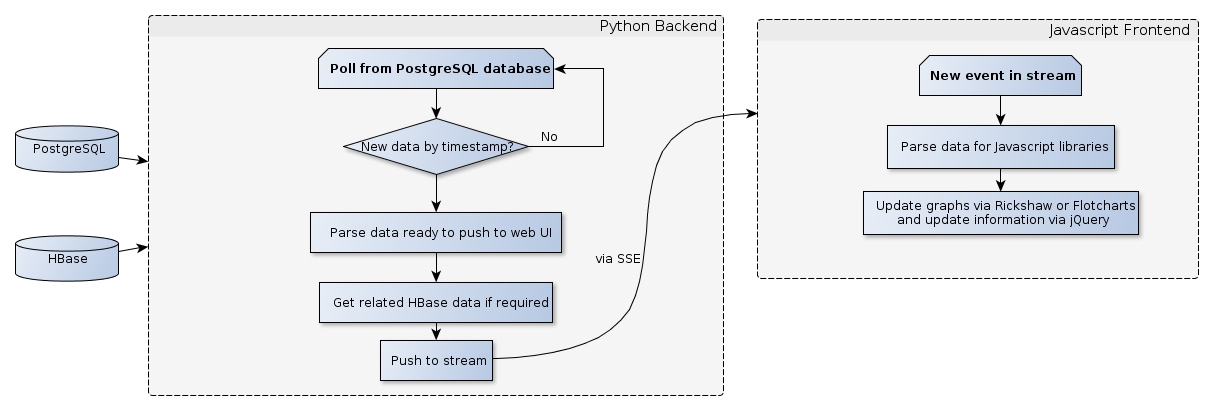 PostgreSQL
HBase
Python Backend
Poll from PostgreSQL database
New data by timestamp?
No
Parse data ready to push to web UI
Get related HBase data if required
Push to stream
via SSE
Javascript Frontend
New event in stream
Parse data for Javascript libraries
Update graphs via Rickshaw or Flotcharts
and update information via jQuery